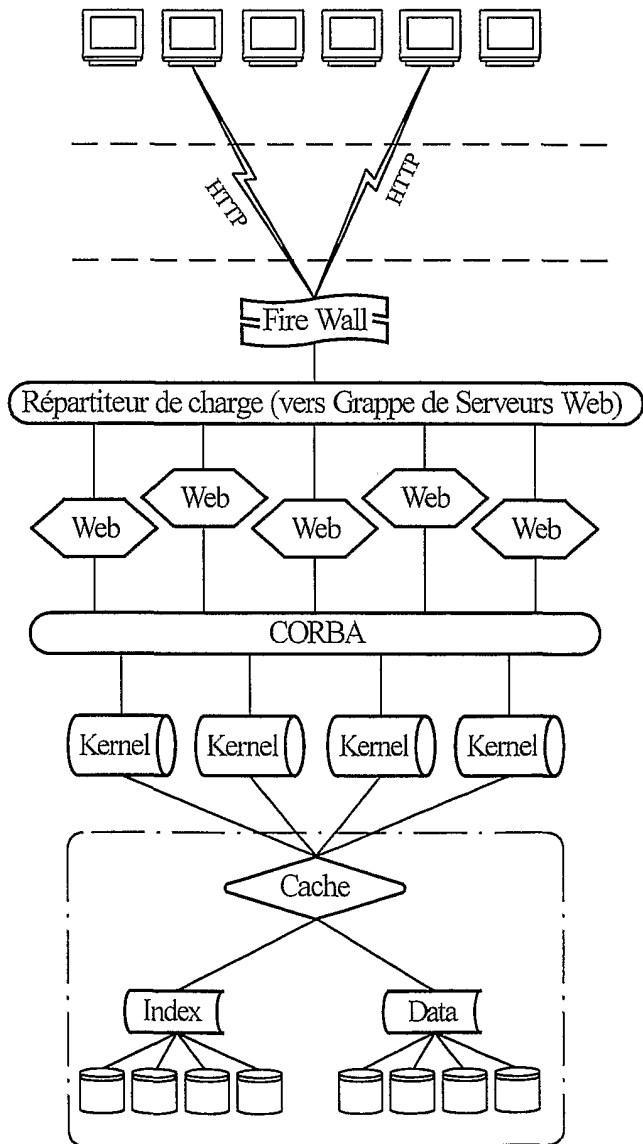 HTTP
HTTP
Fire Wall
Répartiteur de charge (vers Grappe de Serveurs Web)
Web
Web
Web
Web
Web
CORBA
Kernel
Kernel
Kernel
Kernel
Cache
Index
Data